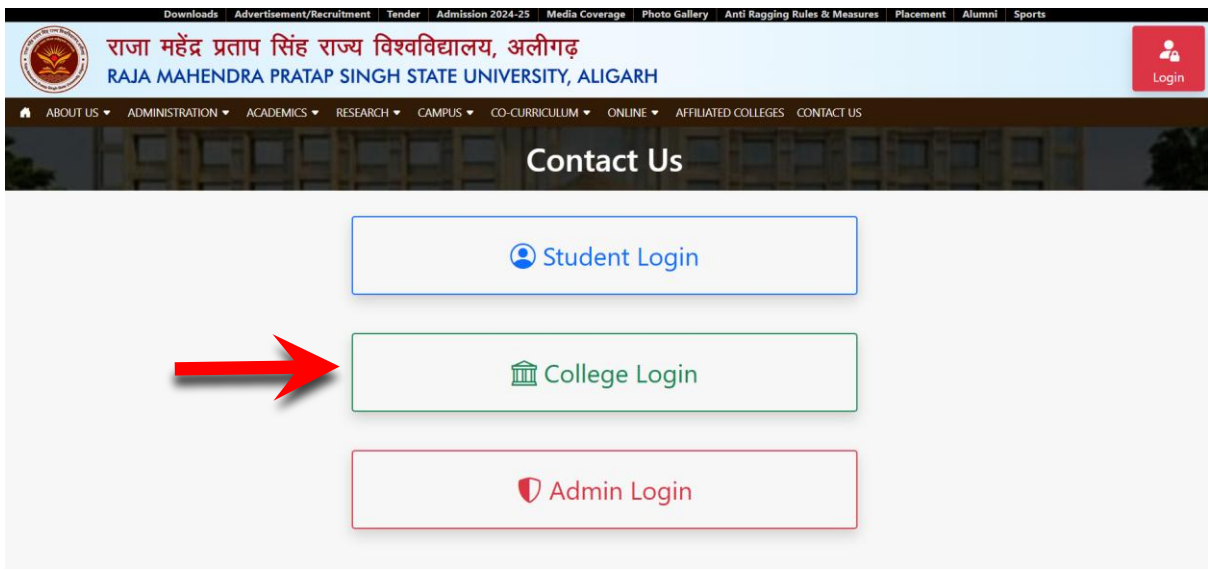 Downloads Advertisement/Recruitment Tender Admission 2024-25 Media Coverage Photo Gallery Anti Ragging Rules & Measures Placement Alumni Sports
राजा महेंद्र प्रताप सिंह राज्य विश्वविद्यालय, अलीगढ़
RAJA MAHENDRA PRATAP SINGH STATE UNIVERSITY, ALIGARH
Login
ABOUT US ADMINISTRATION ACADEMICS RESEARCH CAMPUS CO-CURRICULUM ONLINE AFFILIATED COLLEGES CONTACT US
Contact Us
Student Login
College Login
Admin Login